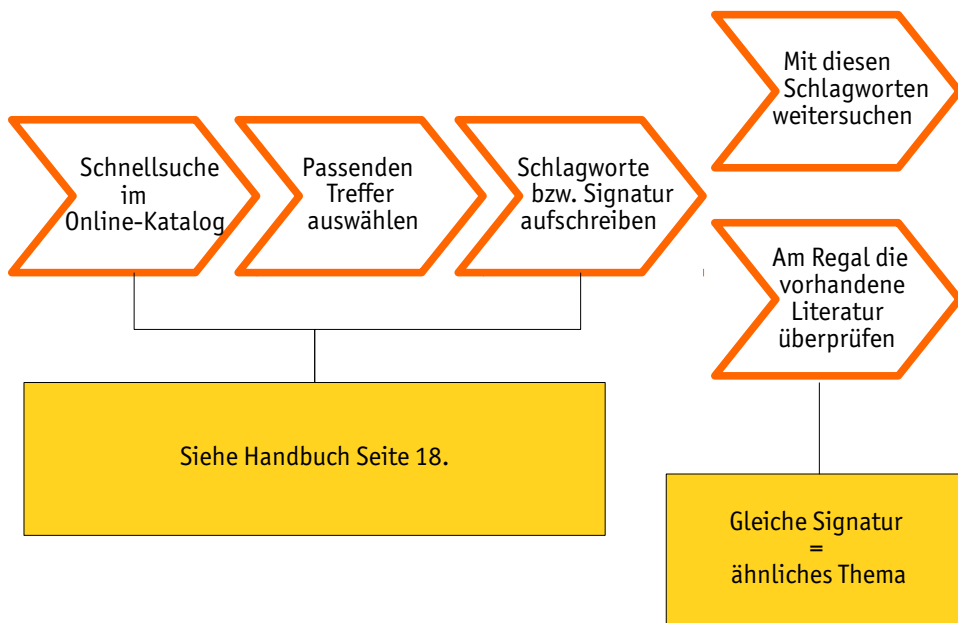 Schnellsuche
im
Online-Katalog
Passenden
Treffer
auswählen
Schlagworte
bzw. Signatur
aufschreiben
Mit diesen
Schlagworten
weitersuchen
Am Regal die
vorhandene
Literatur
überprüfen
Siehe Handbuch Seite 18.
Gleiche Signatur
=
ähnliches Thema